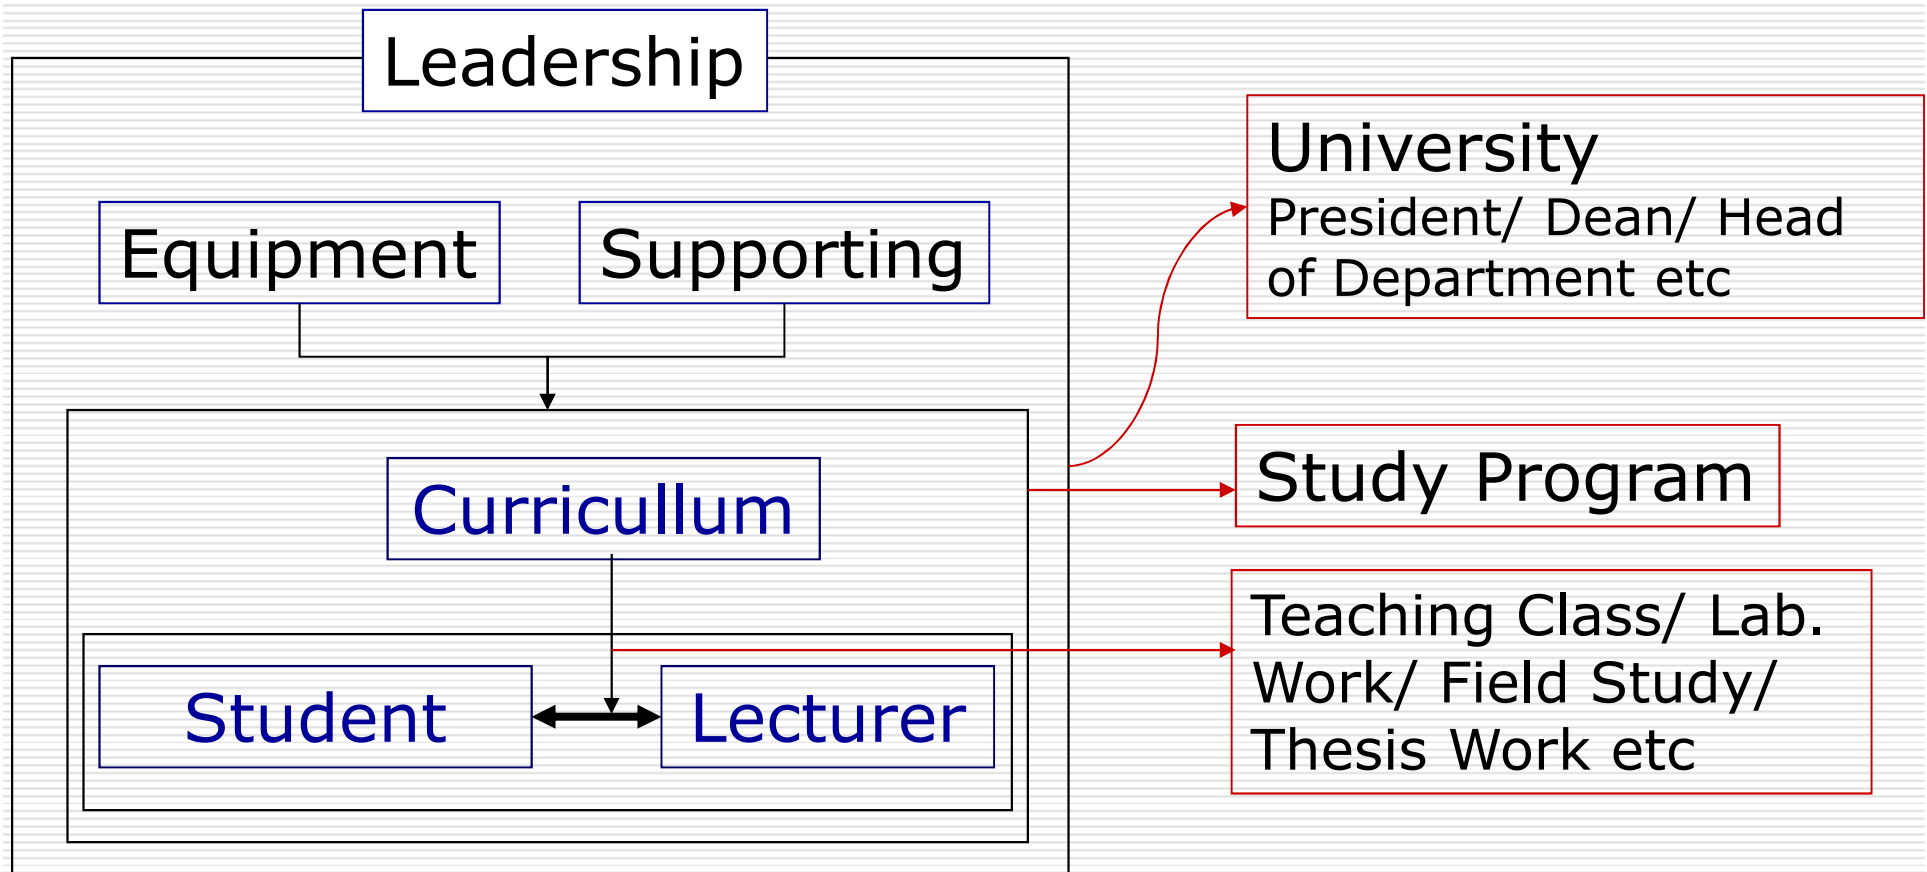 Leadership
Equipment
Supporting
Curricullum
Student
Lecturer
University
President/ Dean/ Head
of Department etc
Study Program
Teaching Class/ Lab.
Work/ Field Study/
Thesis Work etc